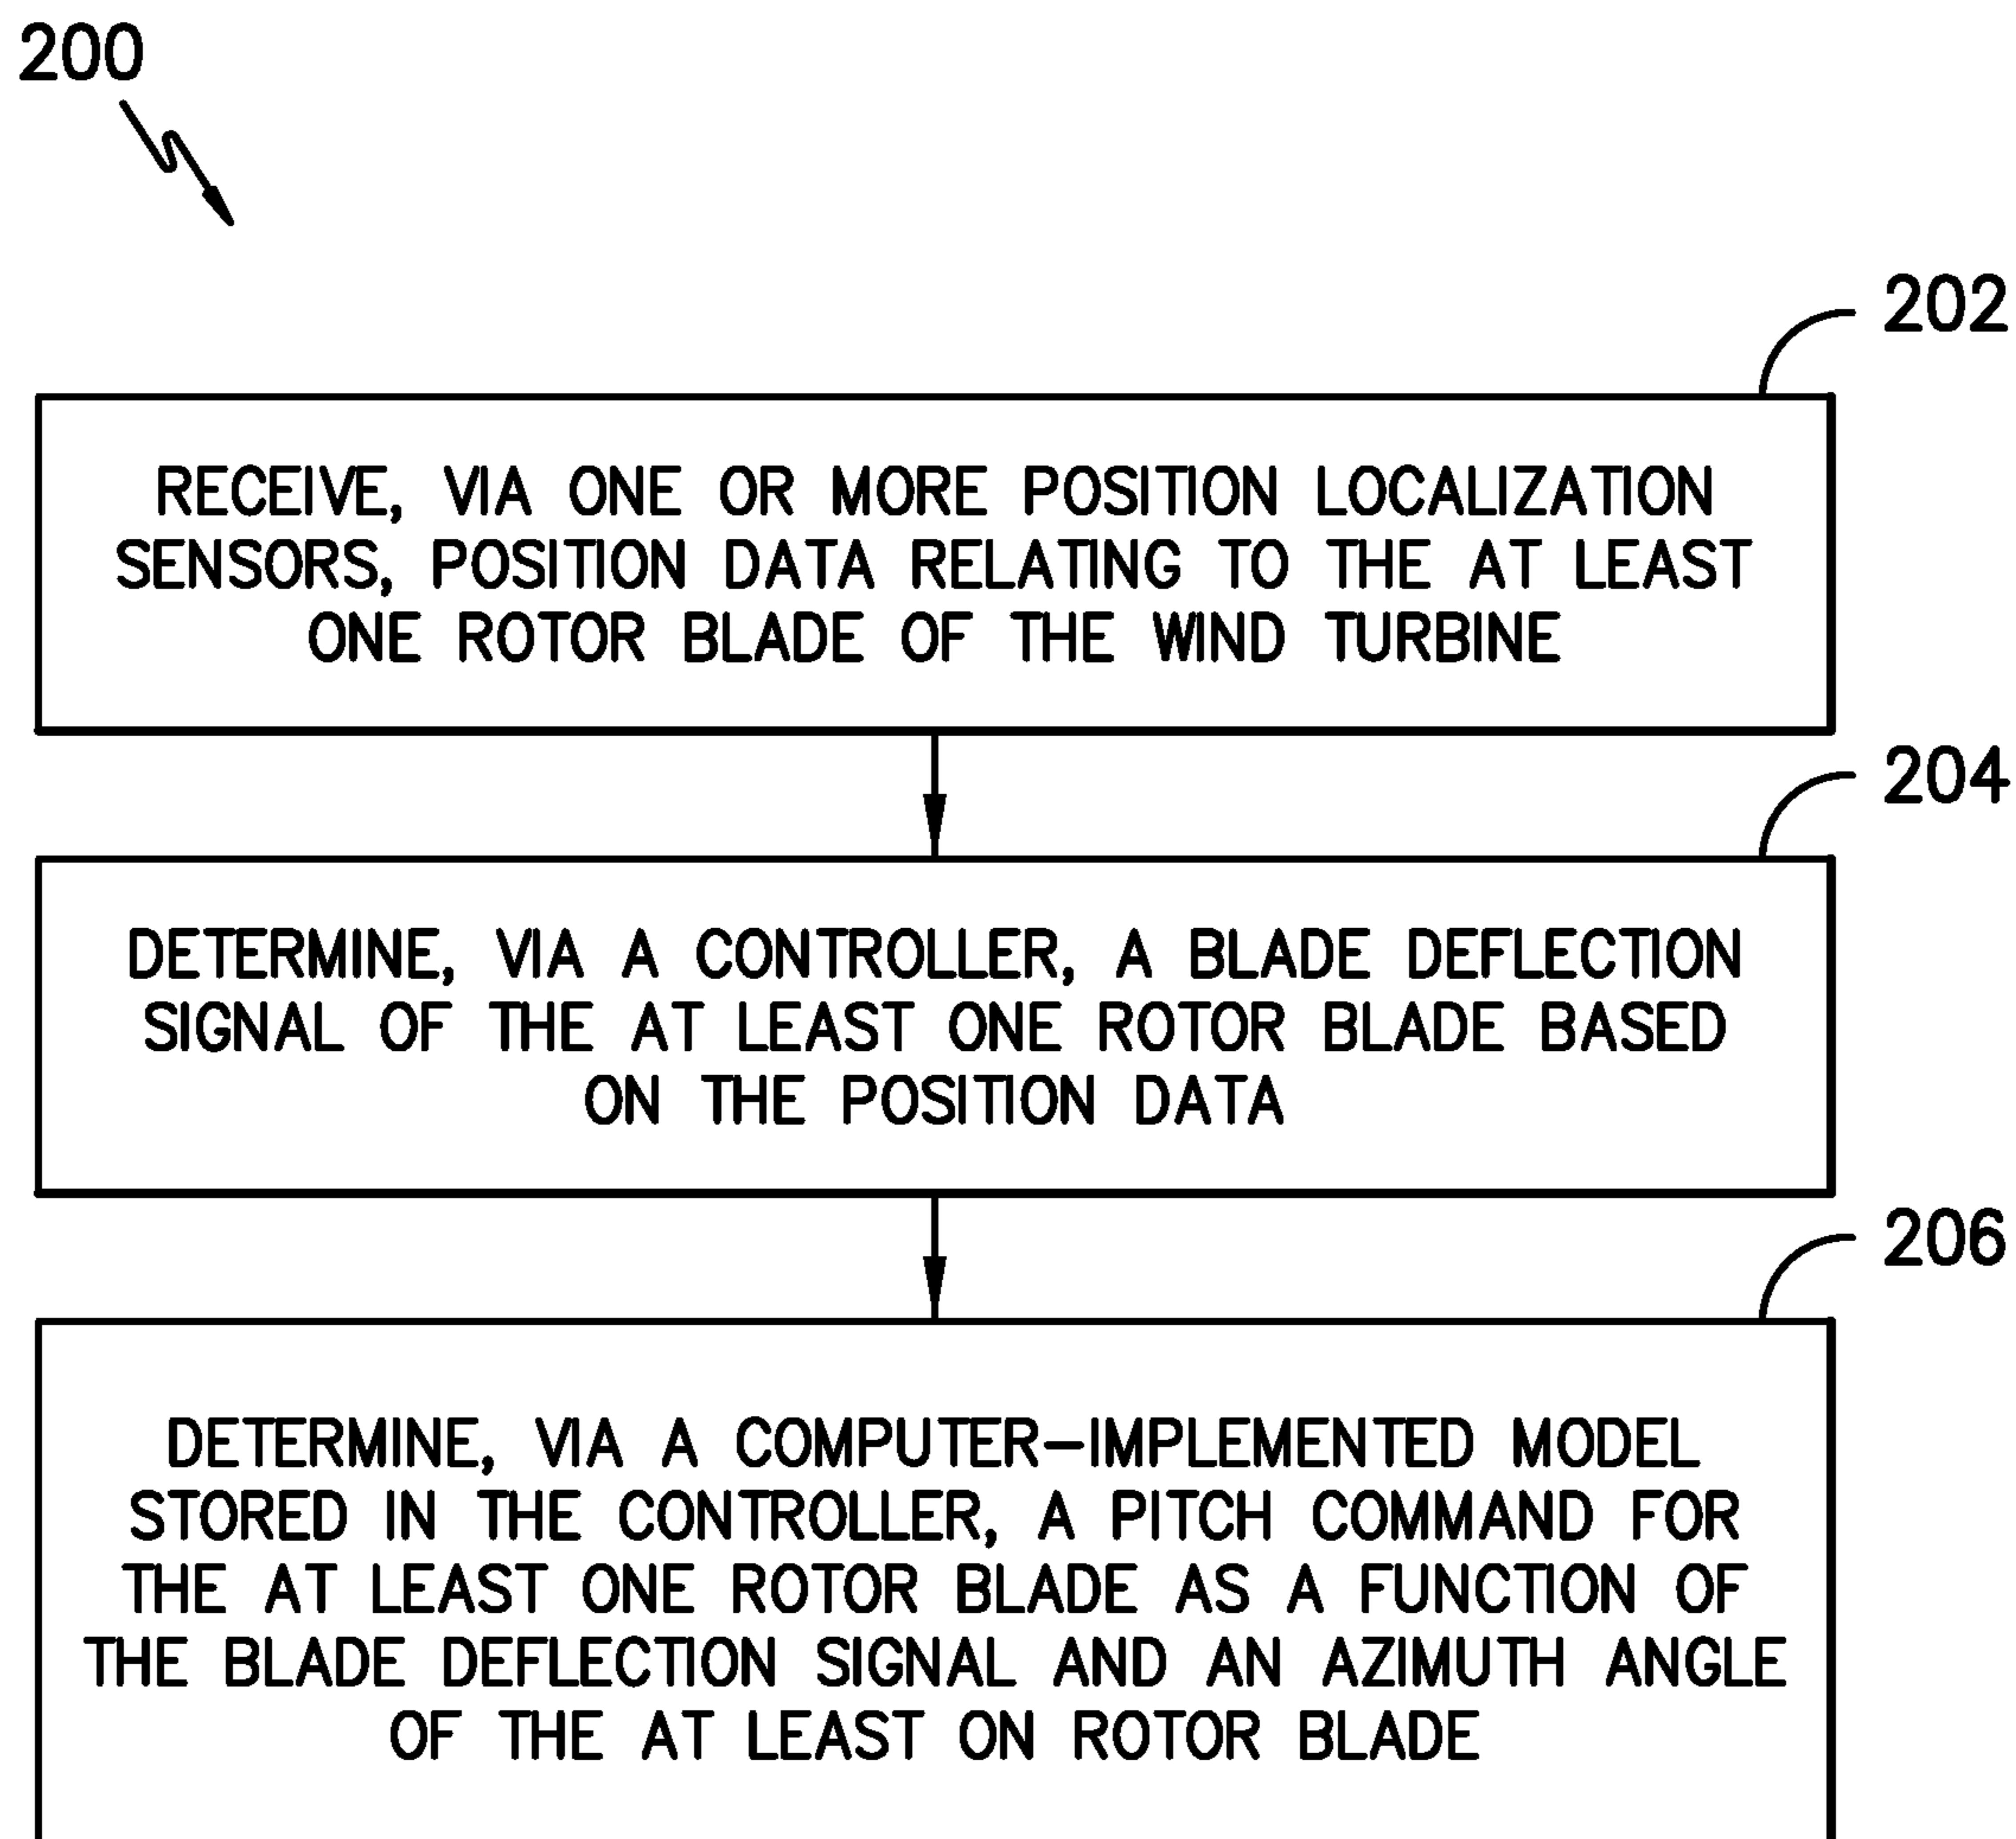 200
202
RECEIVE, VIA ONE OR MORE POSITION LOCALIZATION
SENSORS, POSITION DATA RELATING TO THE AT LEAST
ONE ROTOR BLADE OF THE WIND TURBINE
204
DETERMINE, VIA A CONTROLLER, A BLADE DEFLECTION
SIGNAL OF THE AT LEAST ONE ROTOR BLADE BASED
ON THE POSITION DATA
206
DETERMINE, VIA A COMPUTER–IMPLEMENTED MODEL
STORED IN THE CONTROLLER, A PITCH COMMAND FOR
THE AT LEAST ONE ROTOR BLADE AS A FUNCTION OF
THE BLADE DEFLECTION SIGNAL AND AN AZIMUTH ANGLE
OF THE AT LEAST ON ROTOR BLADE